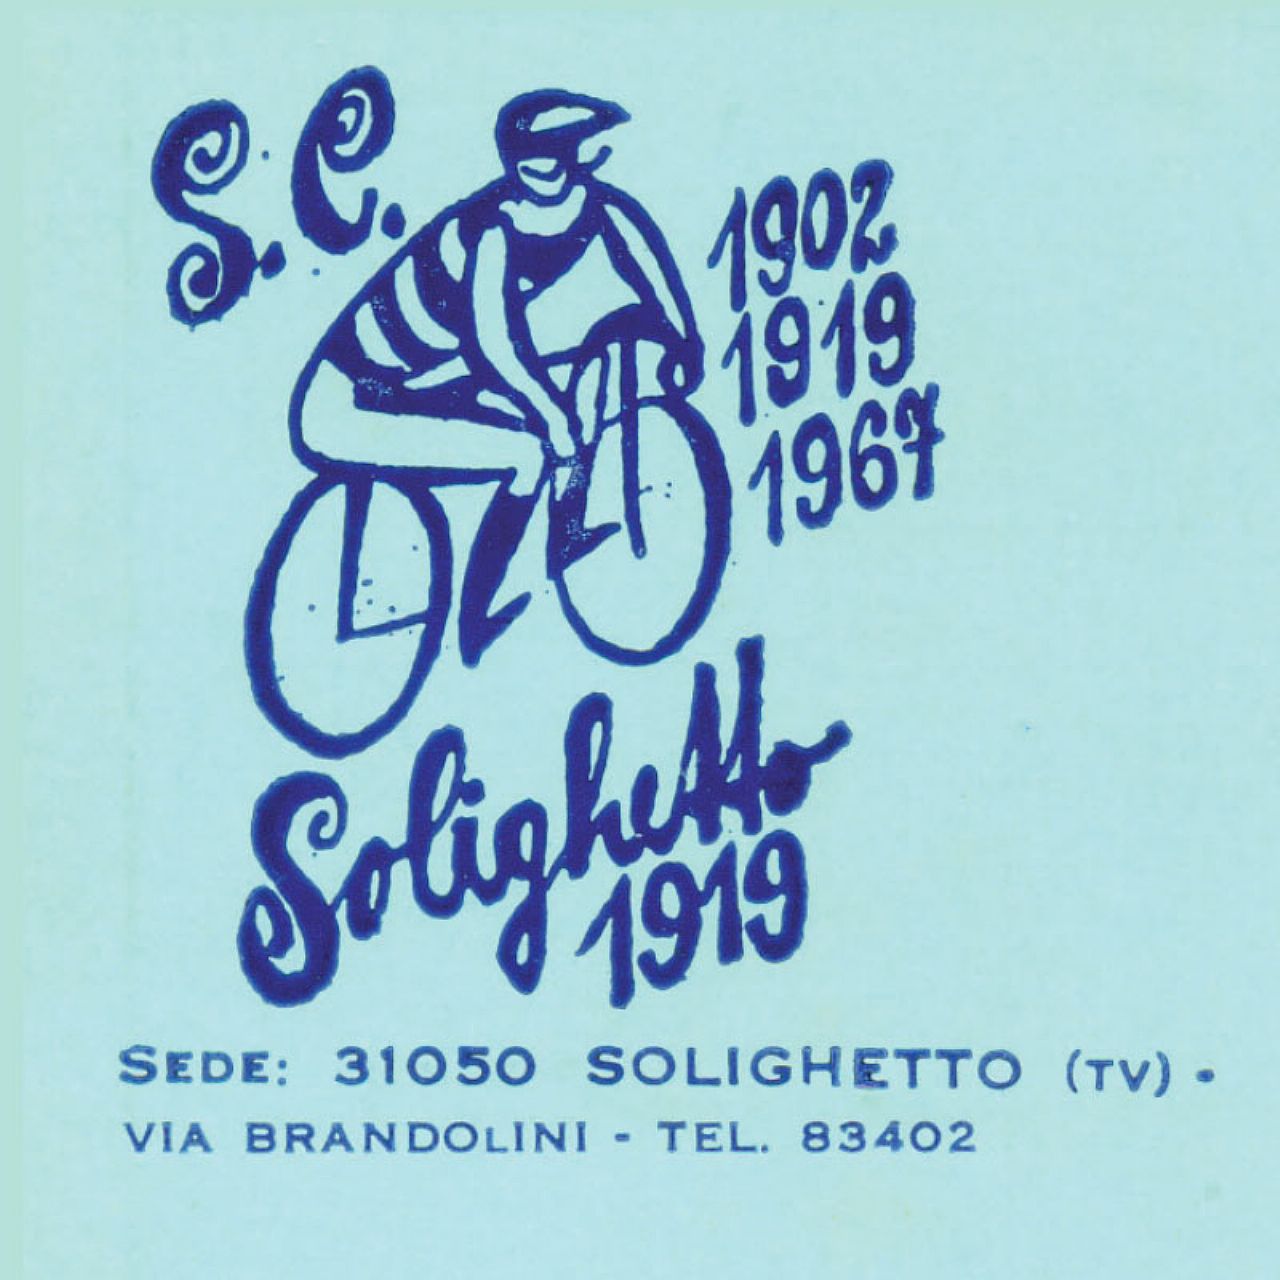 S. C.
1902
1919
1967
Solighetto
1919
SEDE: 31050 SOLIGHETTO (TV) -
VIA BRANDOLINI - TEL. 83402